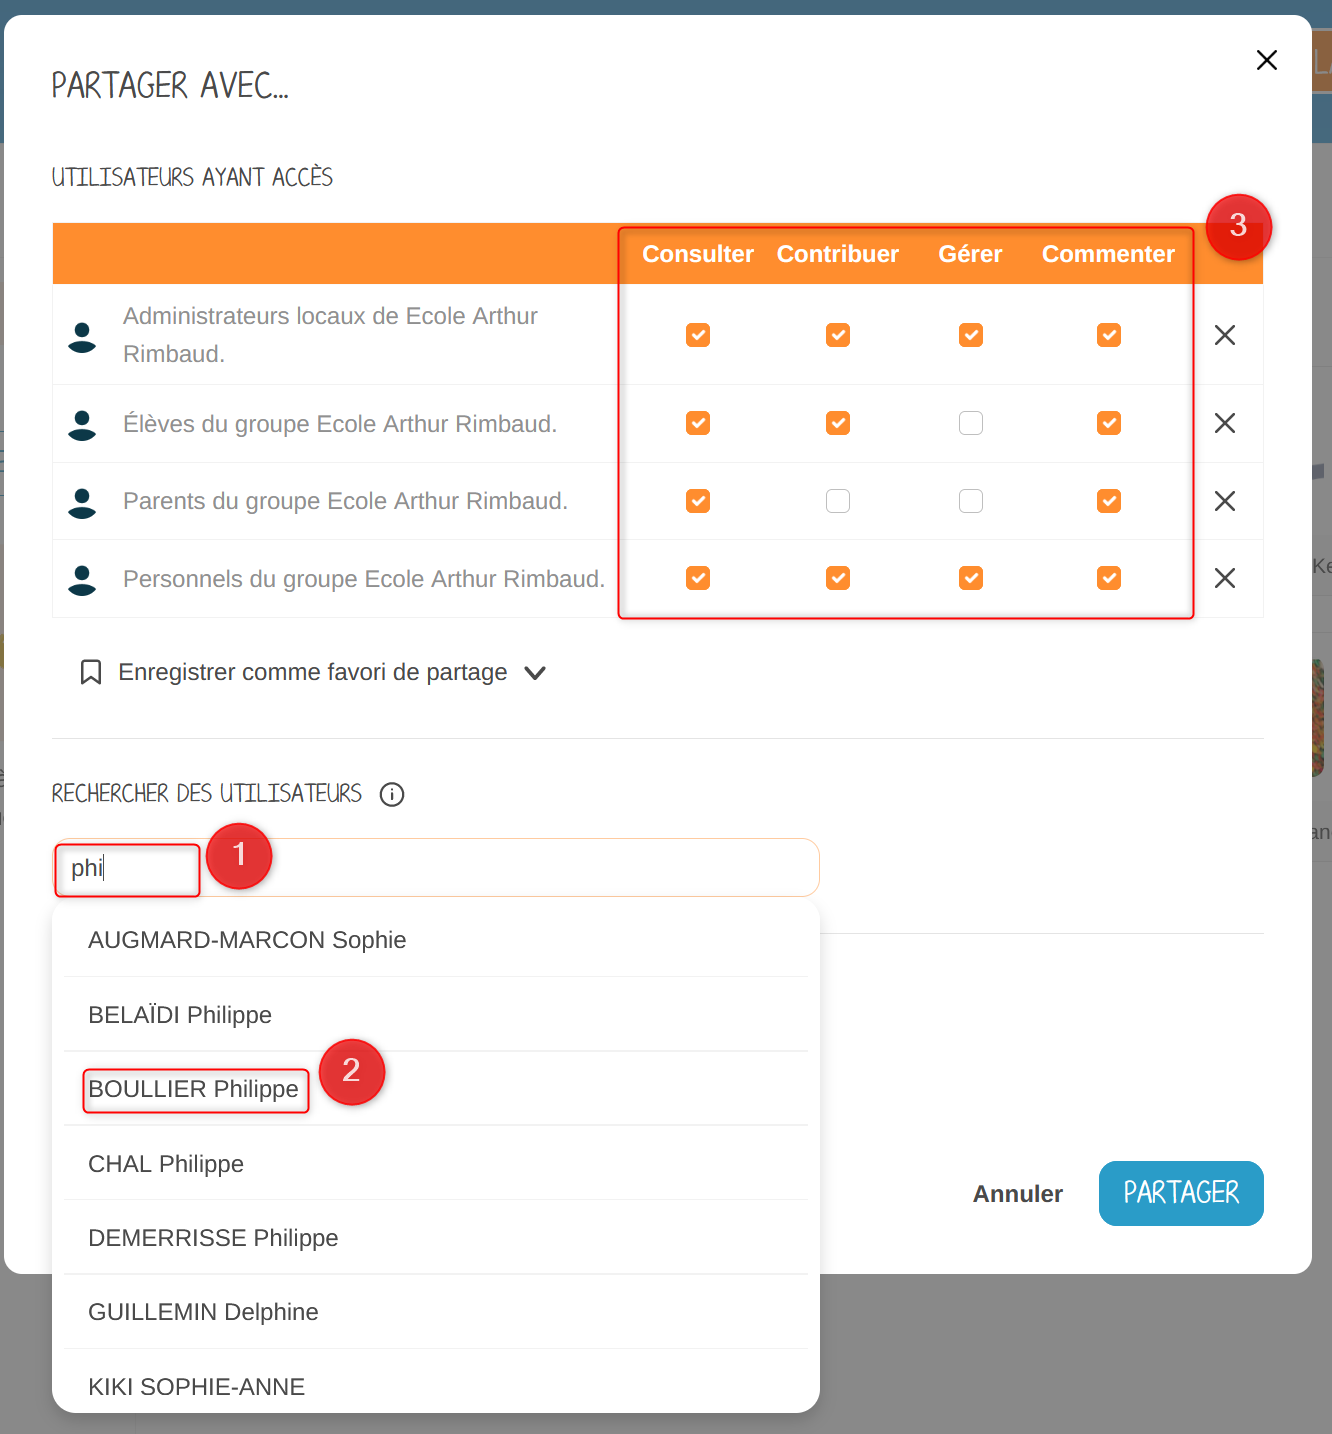 PARTAGER AVEC...
UTILISATEURS AYANT ACCÈS
3
Consulter Contribuer Gérer Commenter
Administrateurs locaux de Ecole Arthur
Rimbaud.
Élèves du groupe Ecole Arthur Rimbaud.
Parents du groupe Ecole Arthur Rimbaud.
Personnels du groupe Ecole Arthur Rimbaud.
Enregistrer comme favori de partage
RECHERCHER DES UTILISATEURS
phi
1
AUGMARD-MARCON Sophie
BELAÏDI Philippe
BOULLIER Philippe
2
CHAL Philippe
DEMERRISSE Philippe
GUILLEMIN Delphine
KIKI SOPHIE-ANNE
Annuler PARTAGER